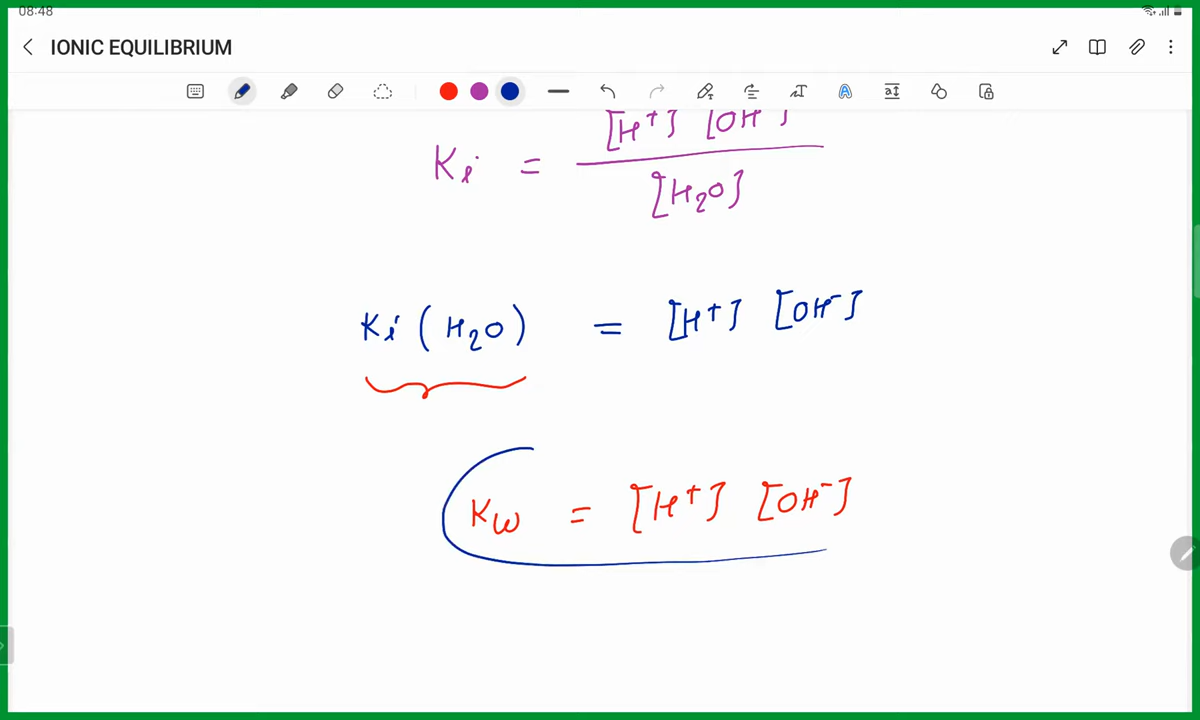 08:48
IONIC EQUILIBRIUM
[H⁺] [OH⁻]
Ki = 
[H₂O]
Ki (H₂O) = [H⁺] [OH⁻]
Kw = [H⁺] [OH⁻]